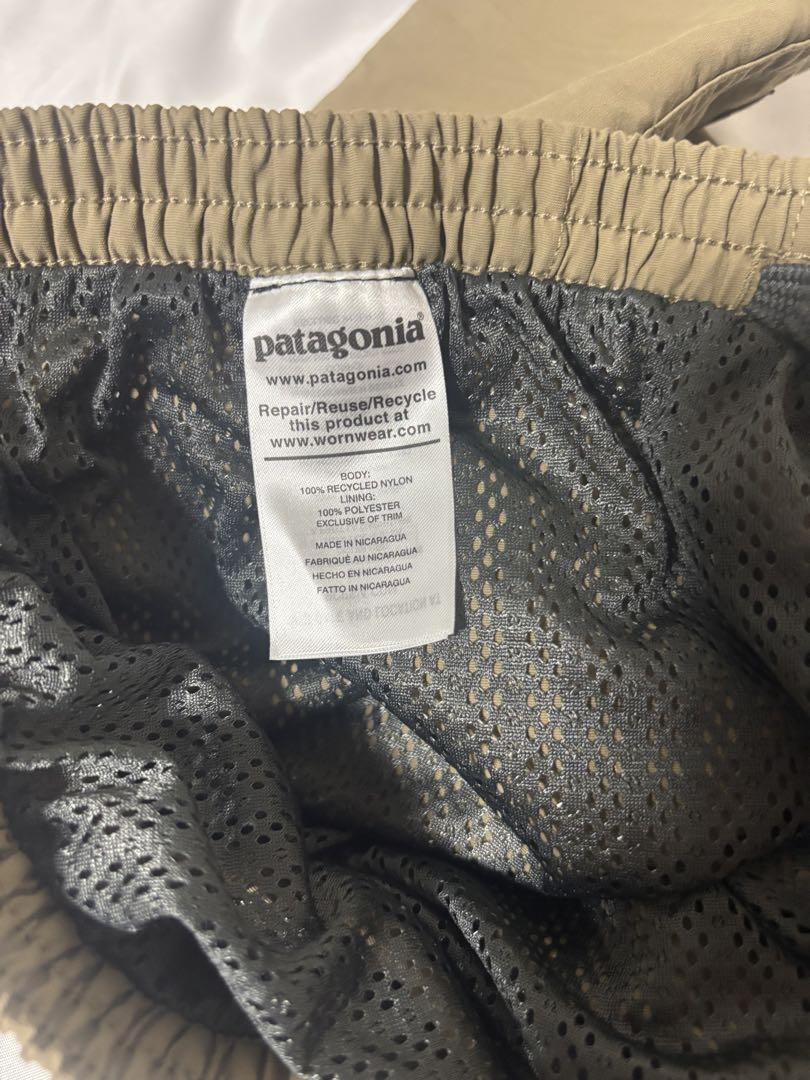 patagonia®
www.patagonia.com
Repair/Reuse/Recycle
this product at
www.wornwear.com
BODY:
100% RECYCLED NYLON
LINING:
100% POLYESTER
EXCLUSIVE OF TRIM
MADE IN NICARAGUA
FABRIQUÉ AU NICARAGUA
HECHO EN NICARAGUA
FATTO IN NICARAGUA